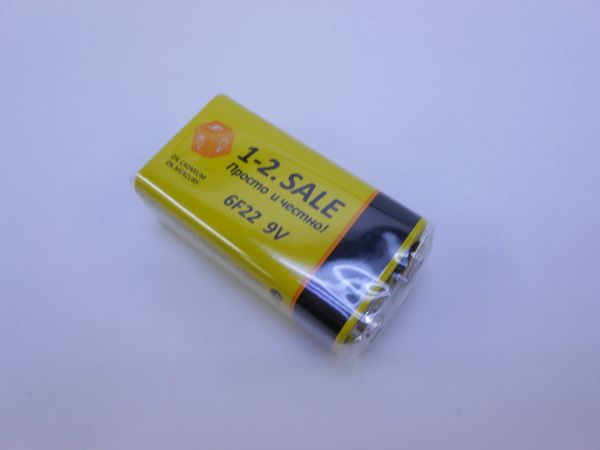 0% CADMIUM
0% MERCURY
1-2.SALE
Просто и честно!
6F22 9V